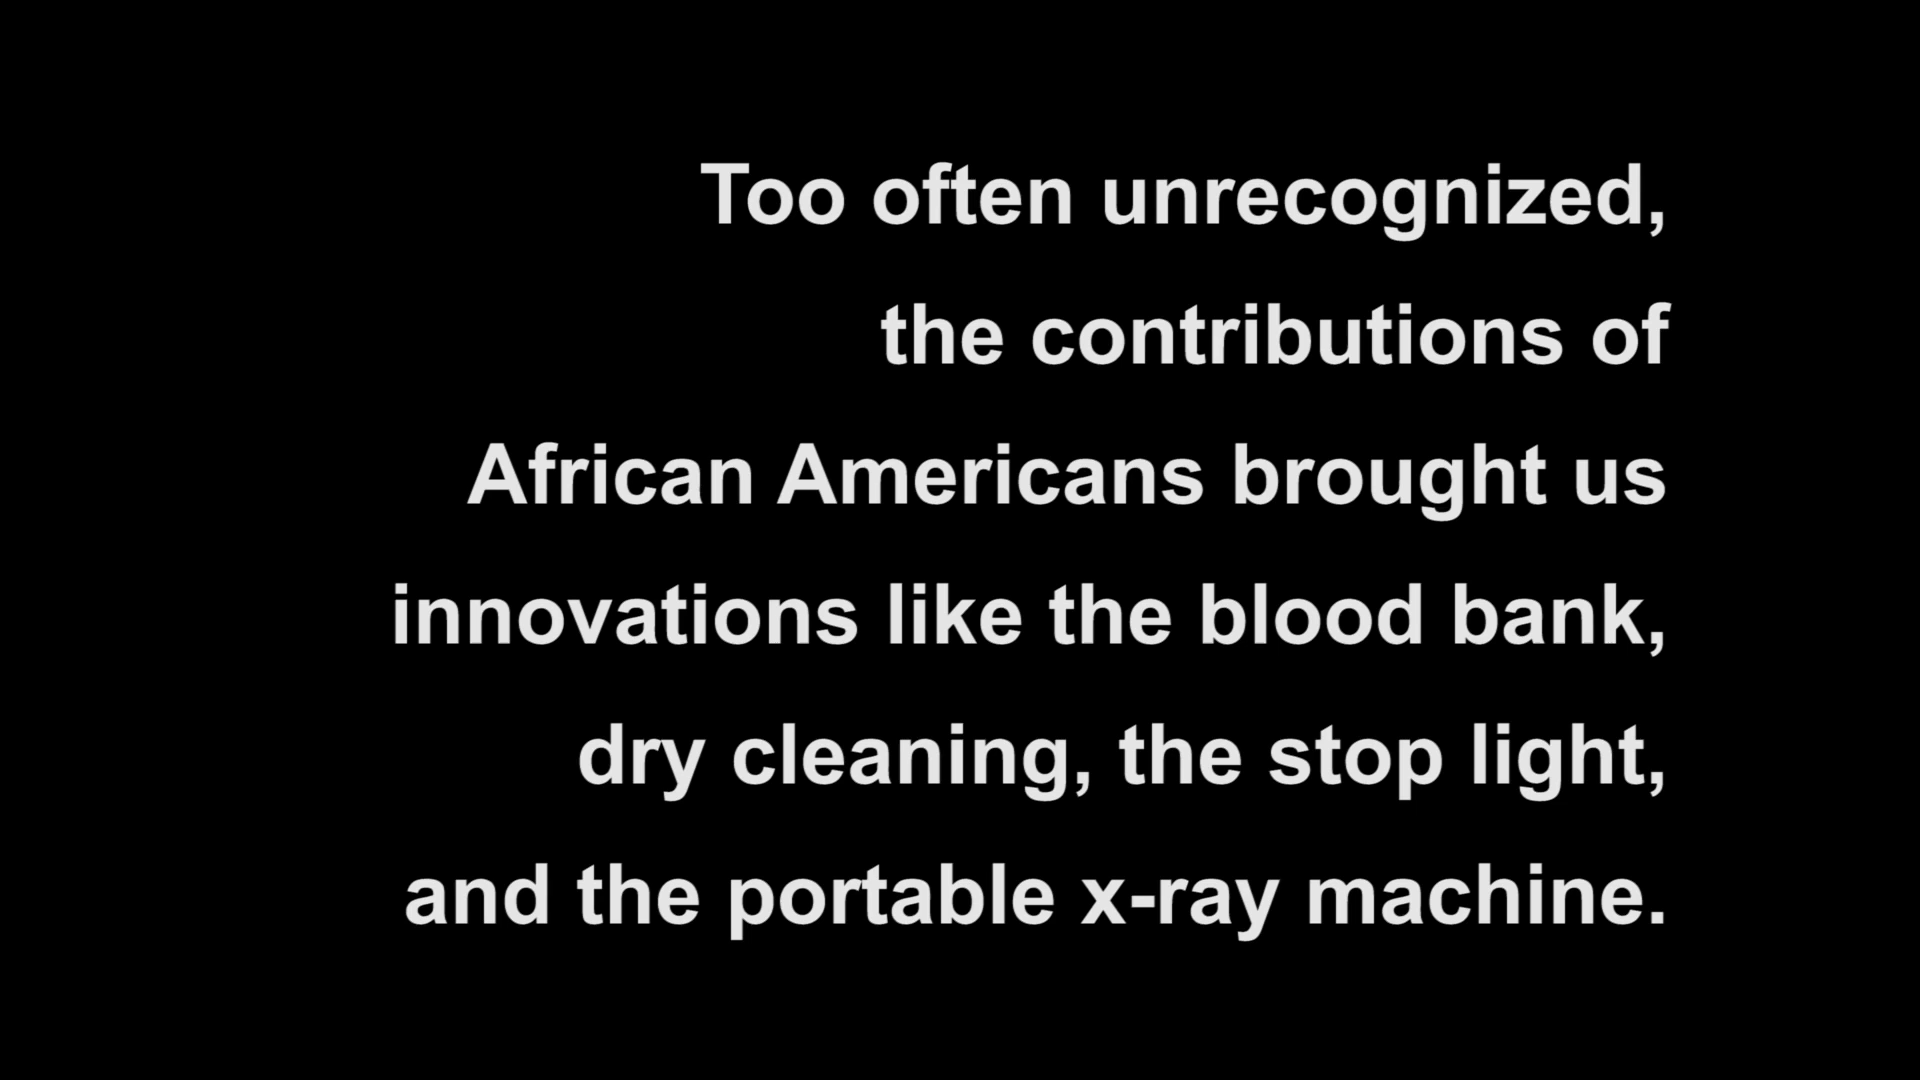 Too often unrecognized,
the contributions of
African Americans brought us
innovations like the blood bank,
dry cleaning, the stop light,
and the portable x-ray machine.